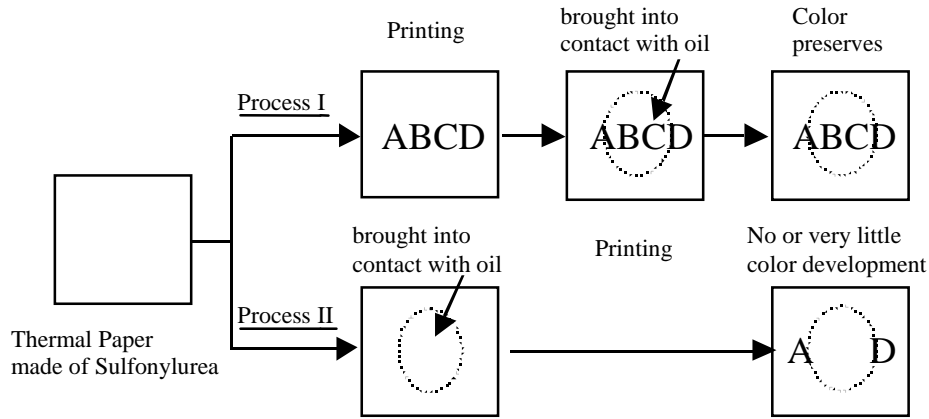 Printing
brought into
contact with oil
Color
preserves
Process I
ABCD
ABCD
ABCD
Thermal Paper
made of Sulfonylurea
Process II
brought into
contact with oil
Printing
No or very little
color development
A D